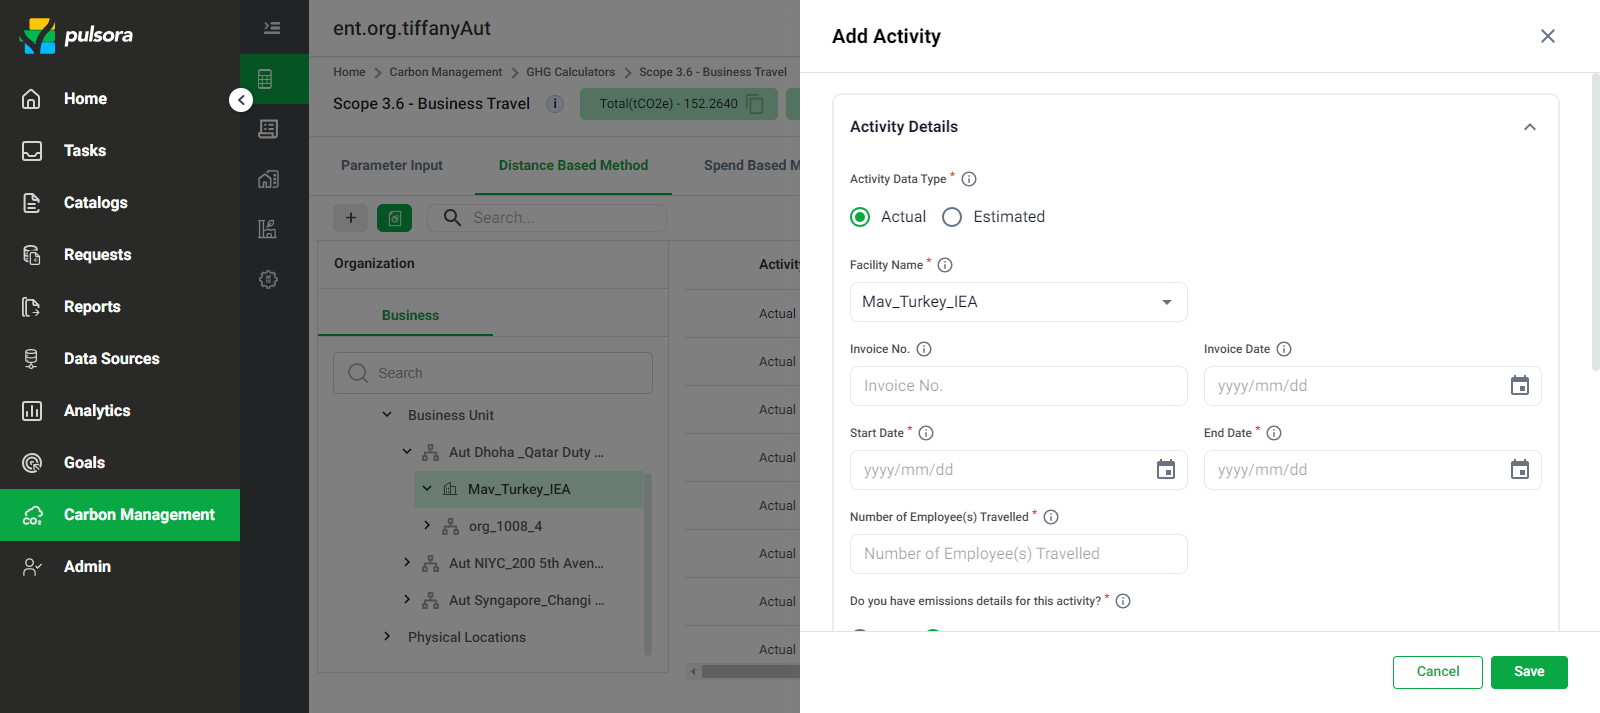 pulsora
Home
Tasks
Catalogs
Requests
Reports
Data Sources
Analytics
Goals
CO₂
Carbon Management
Admin
ent.org.tiffanyAut
Home > Carbon Management > GHG Calculators > Scope 3.6 - Business Travel
Scope 3.6 - Business Travel i Total(tCO2e) - 152.2640
Parameter Input Distance Based Method Spend Based M
+ Search...
Organization
Business
Search
Business Unit
Aut Dhoha _Qatar Duty ...
Mav_Turkey_IEA
org_1008_4
Aut NIYC_200 5th Aven...
Aut Syngapore_Changi ...
Physical Locations
Activity
Actual
Actual
Actual
Actual
Actual
Actual
Actual
Actual
Add Activity
Activity Details
Activity Data Type *
Actual Estimated
Facility Name *
Mav_Turkey_IEA
Invoice No. Invoice Date
Invoice No. yyyy/mm/dd
Start Date * End Date *
yyyy/mm/dd yyyy/mm/dd
Number of Employee(s) Travelled *
Number of Employee(s) Travelled
Do you have emissions details for this activity? *
Cancel Save